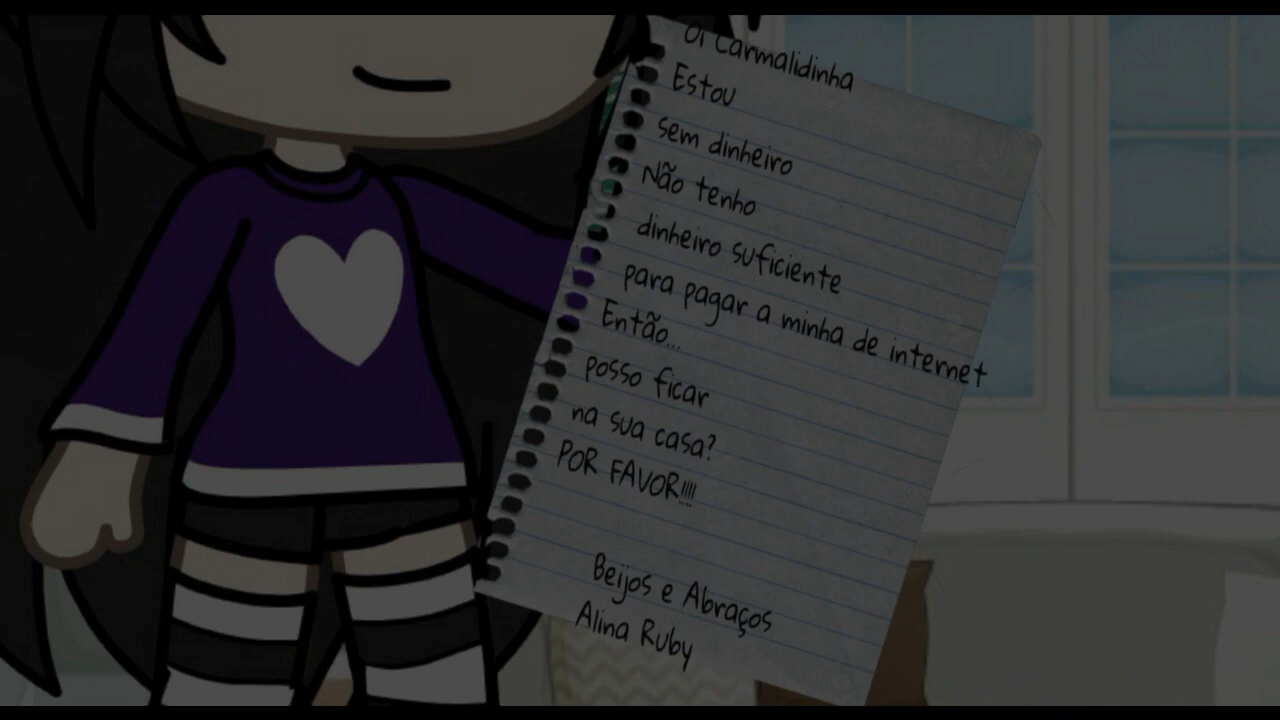 Oi Carmalidinha
Estou
sem dinheiro
Não tenho
dinheiro suficiente
para pagar a minha de internet
Então...
posso ficar
na sua casa?
POR FAVOR!!!!
Beijos e Abraços
Alina Ruby